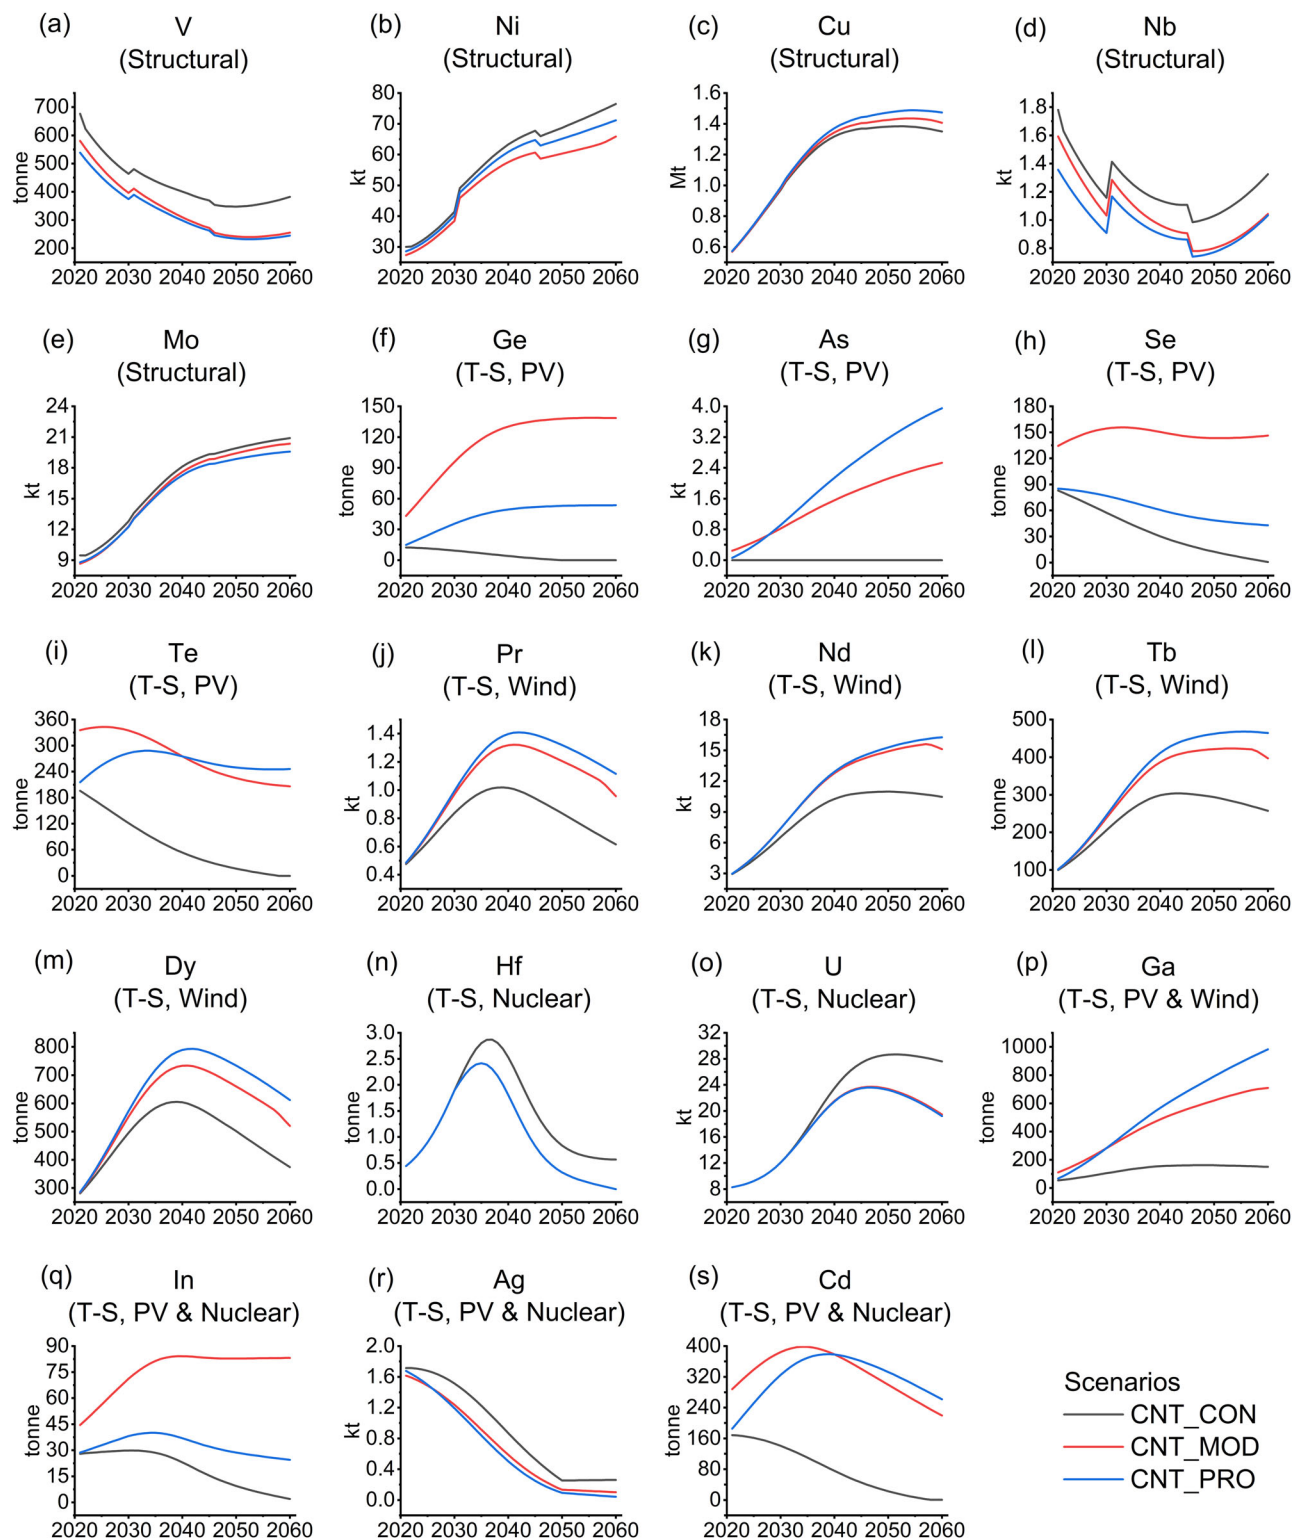 (a) V (b) Ni (c) Cu (d) Nb
(Structural) (Structural) (Structural) (Structural)
700 600 500 400 300 200 tonne
2020 2030 2040 2050 2060
80 70 60 50 40 30 kt
2020 2030 2040 2050 2060
1.6 1.4 1.2 1.0 0.8 0.6 Mt
2020 2030 2040 2050 2060
1.8 1.6 1.4 1.2 1.0 0.8 kt
2020 2030 2040 2050 2060
(e) Mo (f) Ge (g) As (h) Se
(Structural) (T-S, PV) (T-S, PV) (T-S, PV)
24 21 18 15 12 9 kt
2020 2030 2040 2050 2060
150 120 90 60 30 0 tonne
2020 2030 2040 2050 2060
4.0 3.2 2.4 1.6 0.8 0.0 kt
2020 2030 2040 2050 2060
180 150 120 90 60 30 0 tonne
2020 2030 2040 2050 2060
(i) Te (j) Pr (k) Nd (l) Tb
(T-S, PV) (T-S, Wind) (T-S, Wind) (T-S, Wind)
360 300 240 180 120 60 0 tonne
2020 2030 2040 2050 2060
1.4 1.2 1.0 0.8 0.6 0.4 kt
2020 2030 2040 2050 2060
18 15 12 9 6 3 kt
2020 2030 2040 2050 2060
500 400 300 200 100 tonne
2020 2030 2040 2050 2060
(m) Dy (n) Hf (o) U (p) Ga
(T-S, Wind) (T-S, Nuclear) (T-S, Nuclear) (T-S, PV & Wind)
800 700 600 500 400 300 tonne
2020 2030 2040 2050 2060
3.0 2.5 2.0 1.5 1.0 0.5 0.0 tonne
2020 2030 2040 2050 2060
32 28 24 20 16 12 8 kt
2020 2030 2040 2050 2060
1000 800 600 400 200 0 tonne
2020 2030 2040 2050 2060
(q) In (r) Ag (s) Cd
(T-S, PV & Nuclear) (T-S, PV & Nuclear) (T-S, PV & Nuclear)
90 75 60 45 30 15 0 tonne
2020 2030 2040 2050 2060
2.0 1.6 1.2 0.8 0.4 0.0 kt
2020 2030 2040 2050 2060
400 320 240 160 80 0 tonne
2020 2030 2040 2050 2060
Scenarios
CNT_CON
CNT_MOD
CNT_PRO